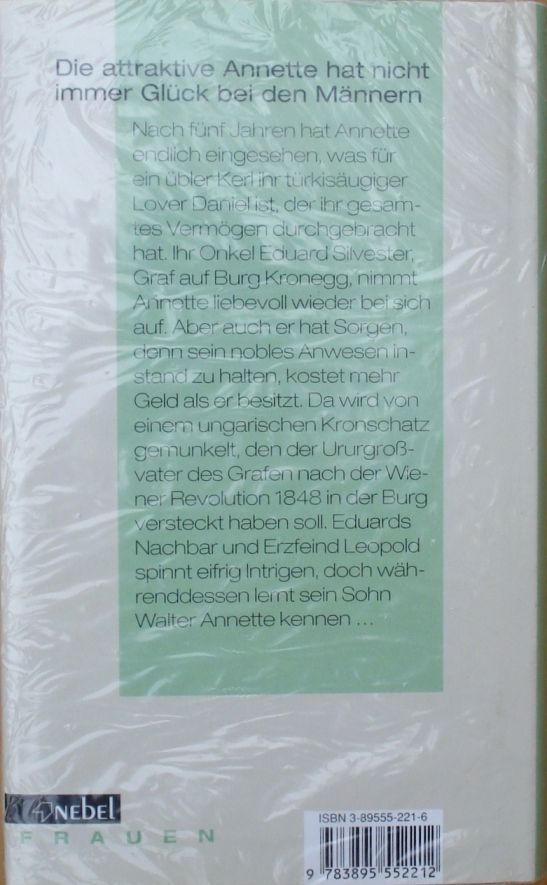 Die attraktive Annette hat nicht
immer Glück bei den Männern
Nach fünf Jahren hat Annette
endlich eingesehen, was für
ein übler Kerl ihr türkisäugiger
Lover Daniel ist, der ihr gesam-
tes Vermögen durchgebracht
hat. Ihr Onkel Eduard Silvester,
Graf auf Burg Kronegg, nimmt
Annette liebevoll wieder bei sich
auf. Aber auch er hat Sorgen,
denn sein nobles Anwesen in-
stand zu halten, kostet mehr
Geld als er besitzt. Da wird von
einem ungarischen Kronschatz
gemunkelt, den der Ururgroß-
vater des Grafen nach der Wie-
ner Revolution 1848 in der Burg
versteckt haben soll. Eduards
Nachbar und Erzfeind Leopold
spinnt eifrig Intrigen, doch wäh-
renddessen lernt sein Sohn
Walter Annette kennen ...
NEBEL
FRAUEN
ISBN 3-89555-221-6
9 783895 552212